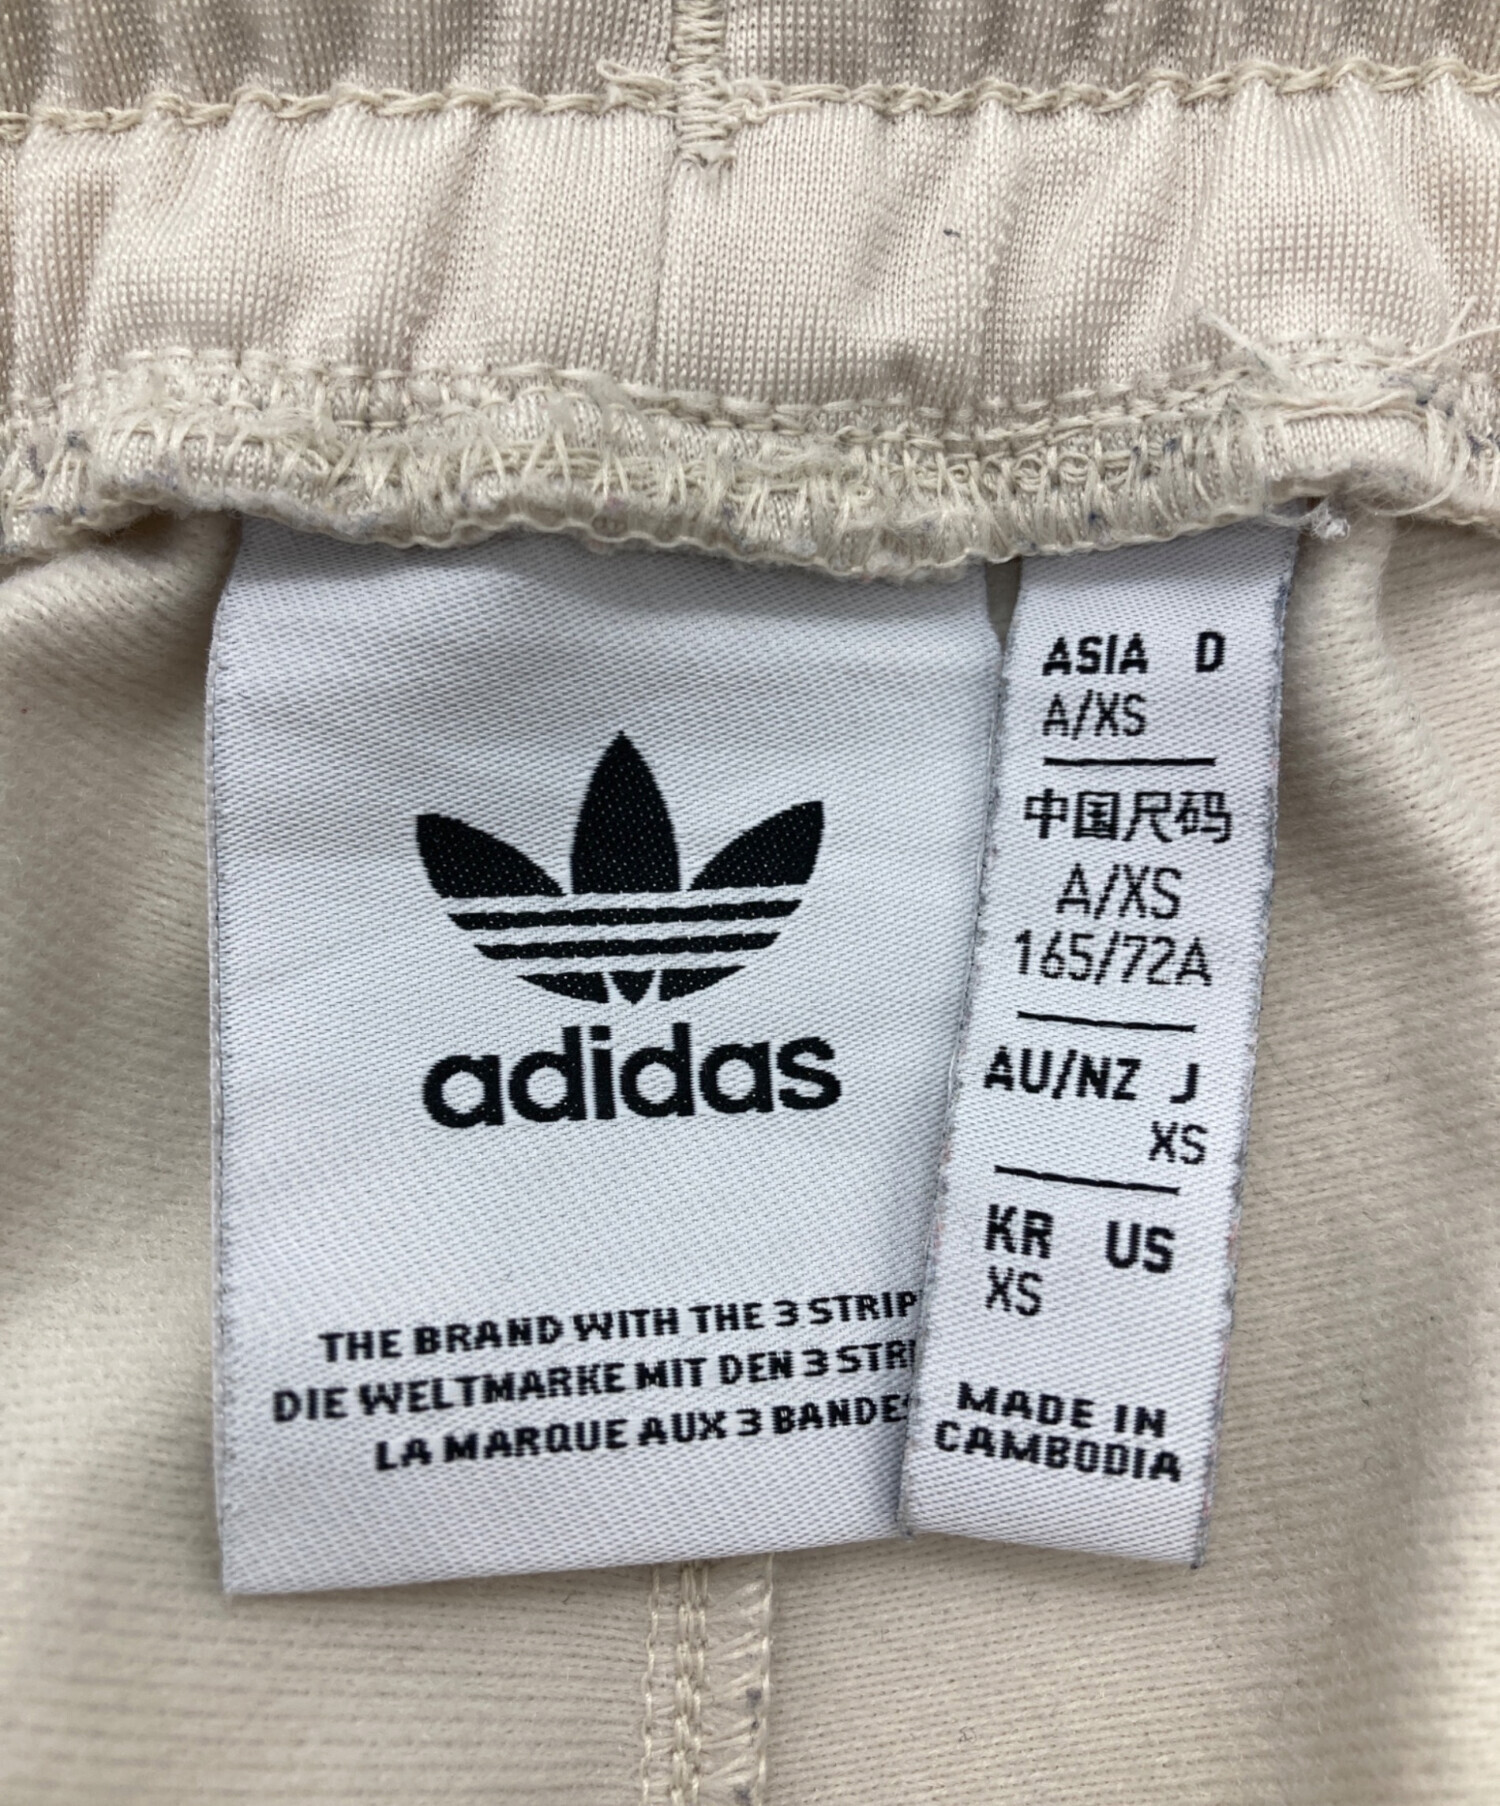 adidas
THE BRAND WITH THE 3 STRIP
DIE WELTMARKE MIT DEN 3 STRI
LA MARQUE AUX 3 BANDES
ASIA D
A/XS
中国尺码
A/XS
165/72A
AU/NZ J
XS
KR US
XS
MADE IN
CAMBODIA